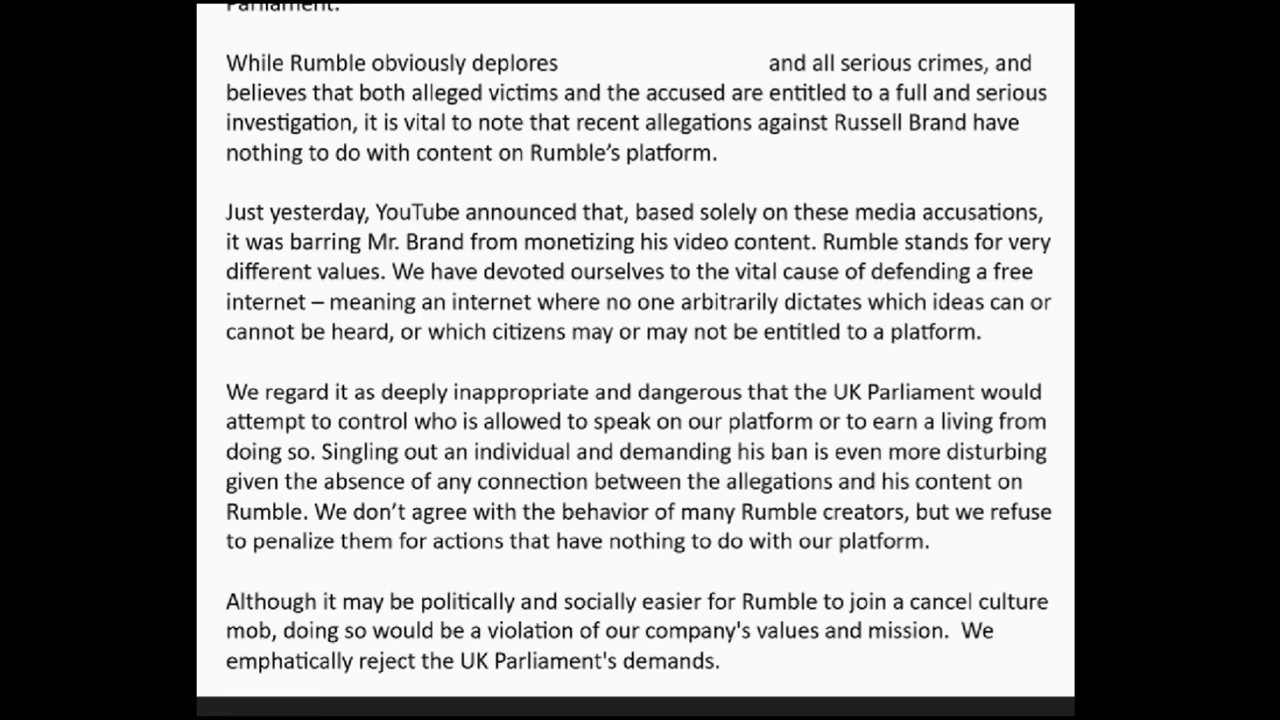 Parliament.
While Rumble obviously deplores and all serious crimes, and
believes that both alleged victims and the accused are entitled to a full and serious
investigation, it is vital to note that recent allegations against Russell Brand have
nothing to do with content on Rumble’s platform.
Just yesterday, YouTube announced that, based solely on these media accusations,
it was barring Mr. Brand from monetizing his video content. Rumble stands for very
different values. We have devoted ourselves to the vital cause of defending a free
internet – meaning an internet where no one arbitrarily dictates which ideas can or
cannot be heard, or which citizens may or may not be entitled to a platform.
We regard it as deeply inappropriate and dangerous that the UK Parliament would
attempt to control who is allowed to speak on our platform or to earn a living from
doing so. Singling out an individual and demanding his ban is even more disturbing
given the absence of any connection between the allegations and his content on
Rumble. We don’t agree with the behavior of many Rumble creators, but we refuse
to penalize them for actions that have nothing to do with our platform.
Although it may be politically and socially easier for Rumble to join a cancel culture
mob, doing so would be a violation of our company's values and mission.  We
emphatically reject the UK Parliament's demands.